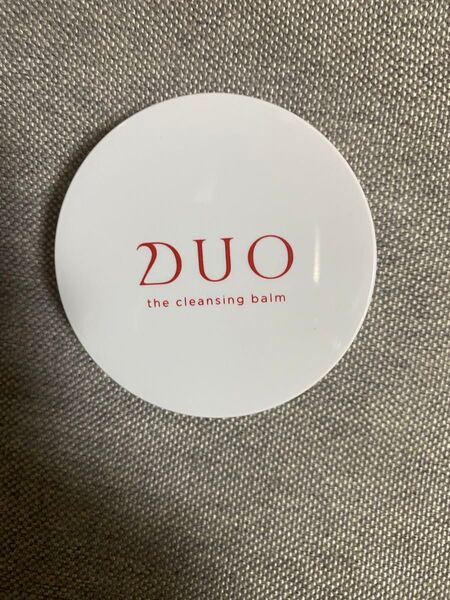 DUO
the cleansing balm